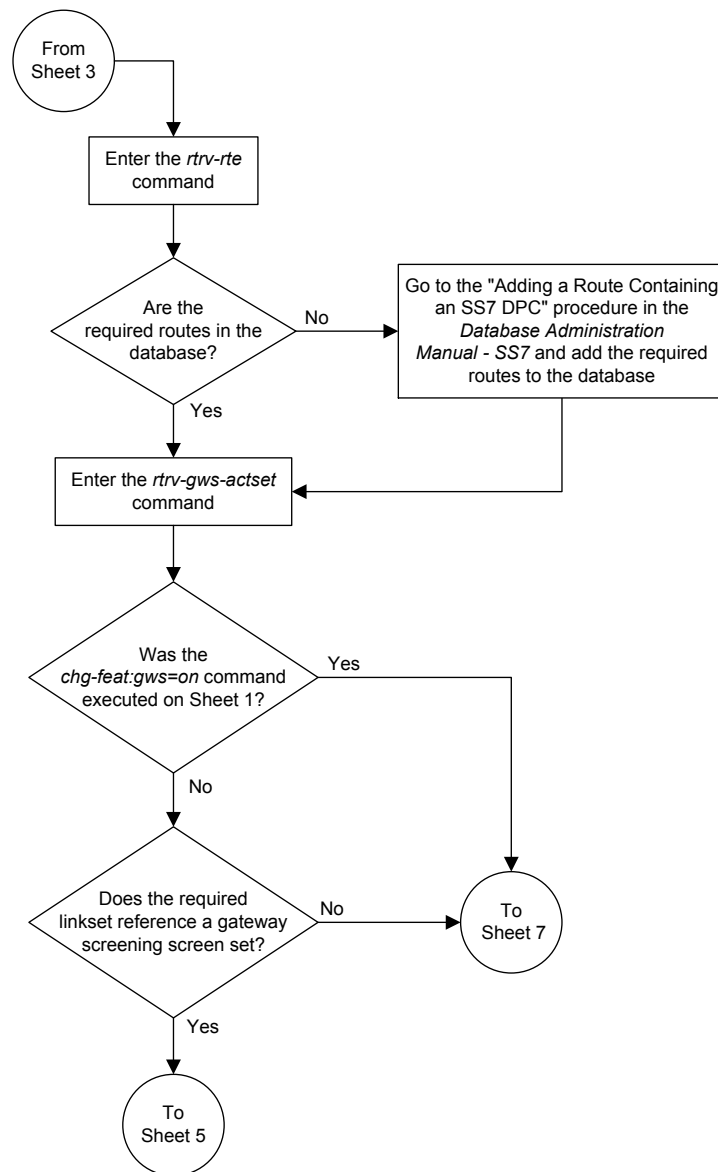 From
Sheet 3
Enter the rtrv-rte
command
Are the
required routes in the
database?
No
Go to the "Adding a Route Containing
an SS7 DPC" procedure in the
Database Administration
Manual - SS7 and add the required
routes to the database
Yes
Enter the rtrv-gws-actset
command
Was the
chg-feat:gws=on command
executed on Sheet 1?
Yes
No
Does the required
linkset reference a gateway
screening screen set?
No
To
Sheet 7
Yes
To
Sheet 5